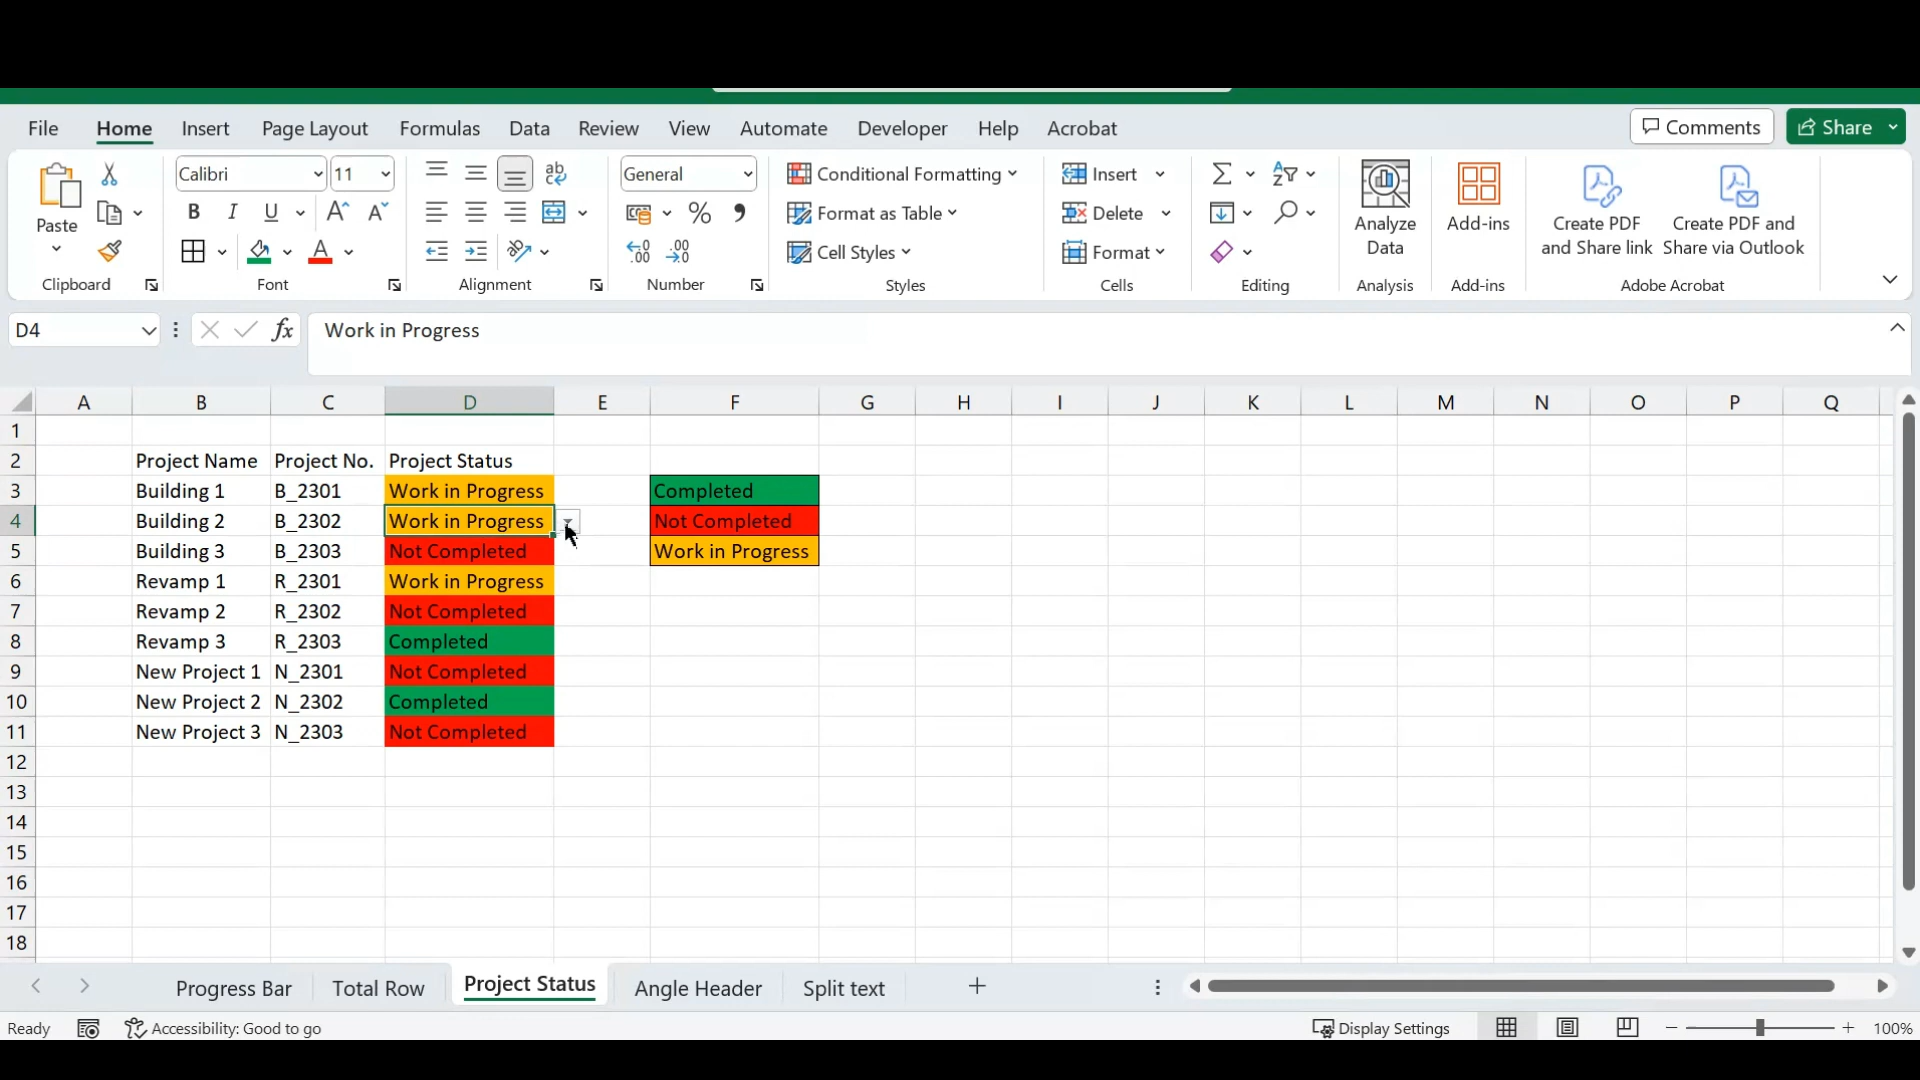 File Home Insert Page Layout Formulas Data Review View Automate Developer Help Acrobat Comments Share
Paste
Clipboard
Calibri 11
B I U A A
A
Font
ab
Alignment
General
% 9
.00 .00
Number
Conditional Formatting
Format as Table
Cell Styles
Styles
Insert
Delete
Format
Cells
Editing
Analyze
Data
Analysis
Add-ins
Add-ins
Create PDF
and Share link
Create PDF and
Share via Outlook
Adobe Acrobat
D4 fx Work in Progress
A B C D E F G H I J K L M N O P Q
1
2 Project Name Project No. Project Status
3 Building 1 B_2301 Work in Progress Completed
4 Building 2 B_2302 Work in Progress Not Completed
5 Building 3 B_2303 Not Completed Work in Progress
6 Revamp 1 R_2301 Work in Progress
7 Revamp 2 R_2302 Not Completed
8 Revamp 3 R_2303 Completed
9 New Project 1 N_2301 Not Completed
10 New Project 2 N_2302 Completed
11 New Project 3 N_2303 Not Completed
12
13
14
15
16
17
18
Progress Bar Total Row Project Status Angle Header Split text
Ready Accessibility: Good to go Display Settings 100%